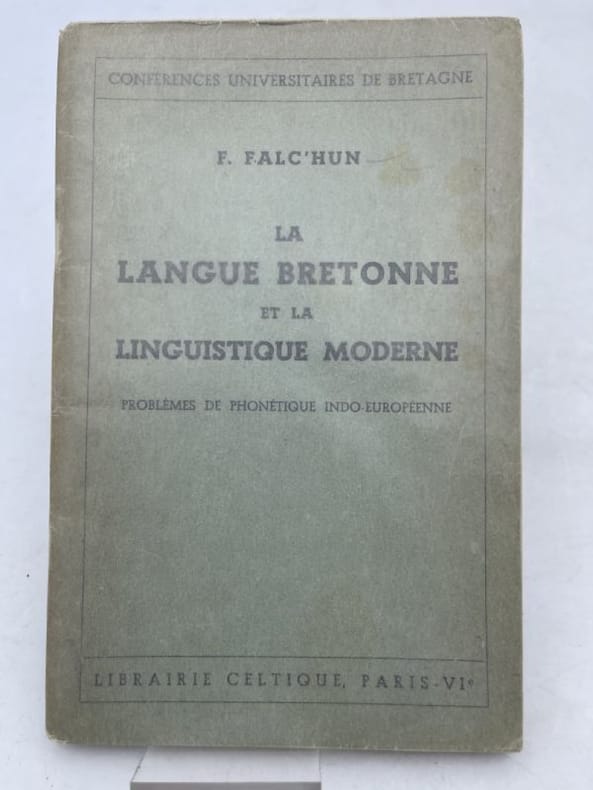 CONFÉRENCES UNIVERSITAIRES DE BRETAGNE
F. FALC'HUN
LA
LANGUE BRETONNE
ET LA
LINGUISTIQUE MODERNE
PROBLÈMES DE PHONÉTIQUE INDO-EUROPÉENNE
LIBRAIRIE CELTIQUE, PARIS-VIᵉ